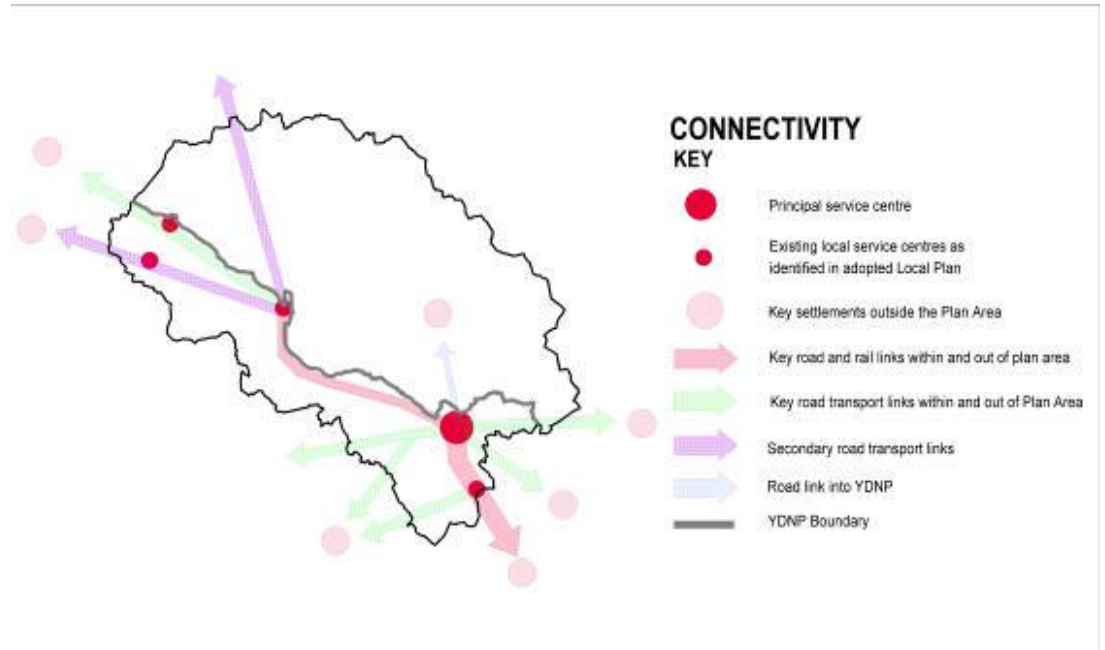 CONNECTIVITY
KEY
Principal service centre
Existing local service centres as
identified in adopted Local Plan
Key settlements outside the Plan Area
Key road and rail links within and out of plan area
Key road transport links within and out of Plan Area
Secondary road transport links
Road link into YDNP
YDNP Boundary